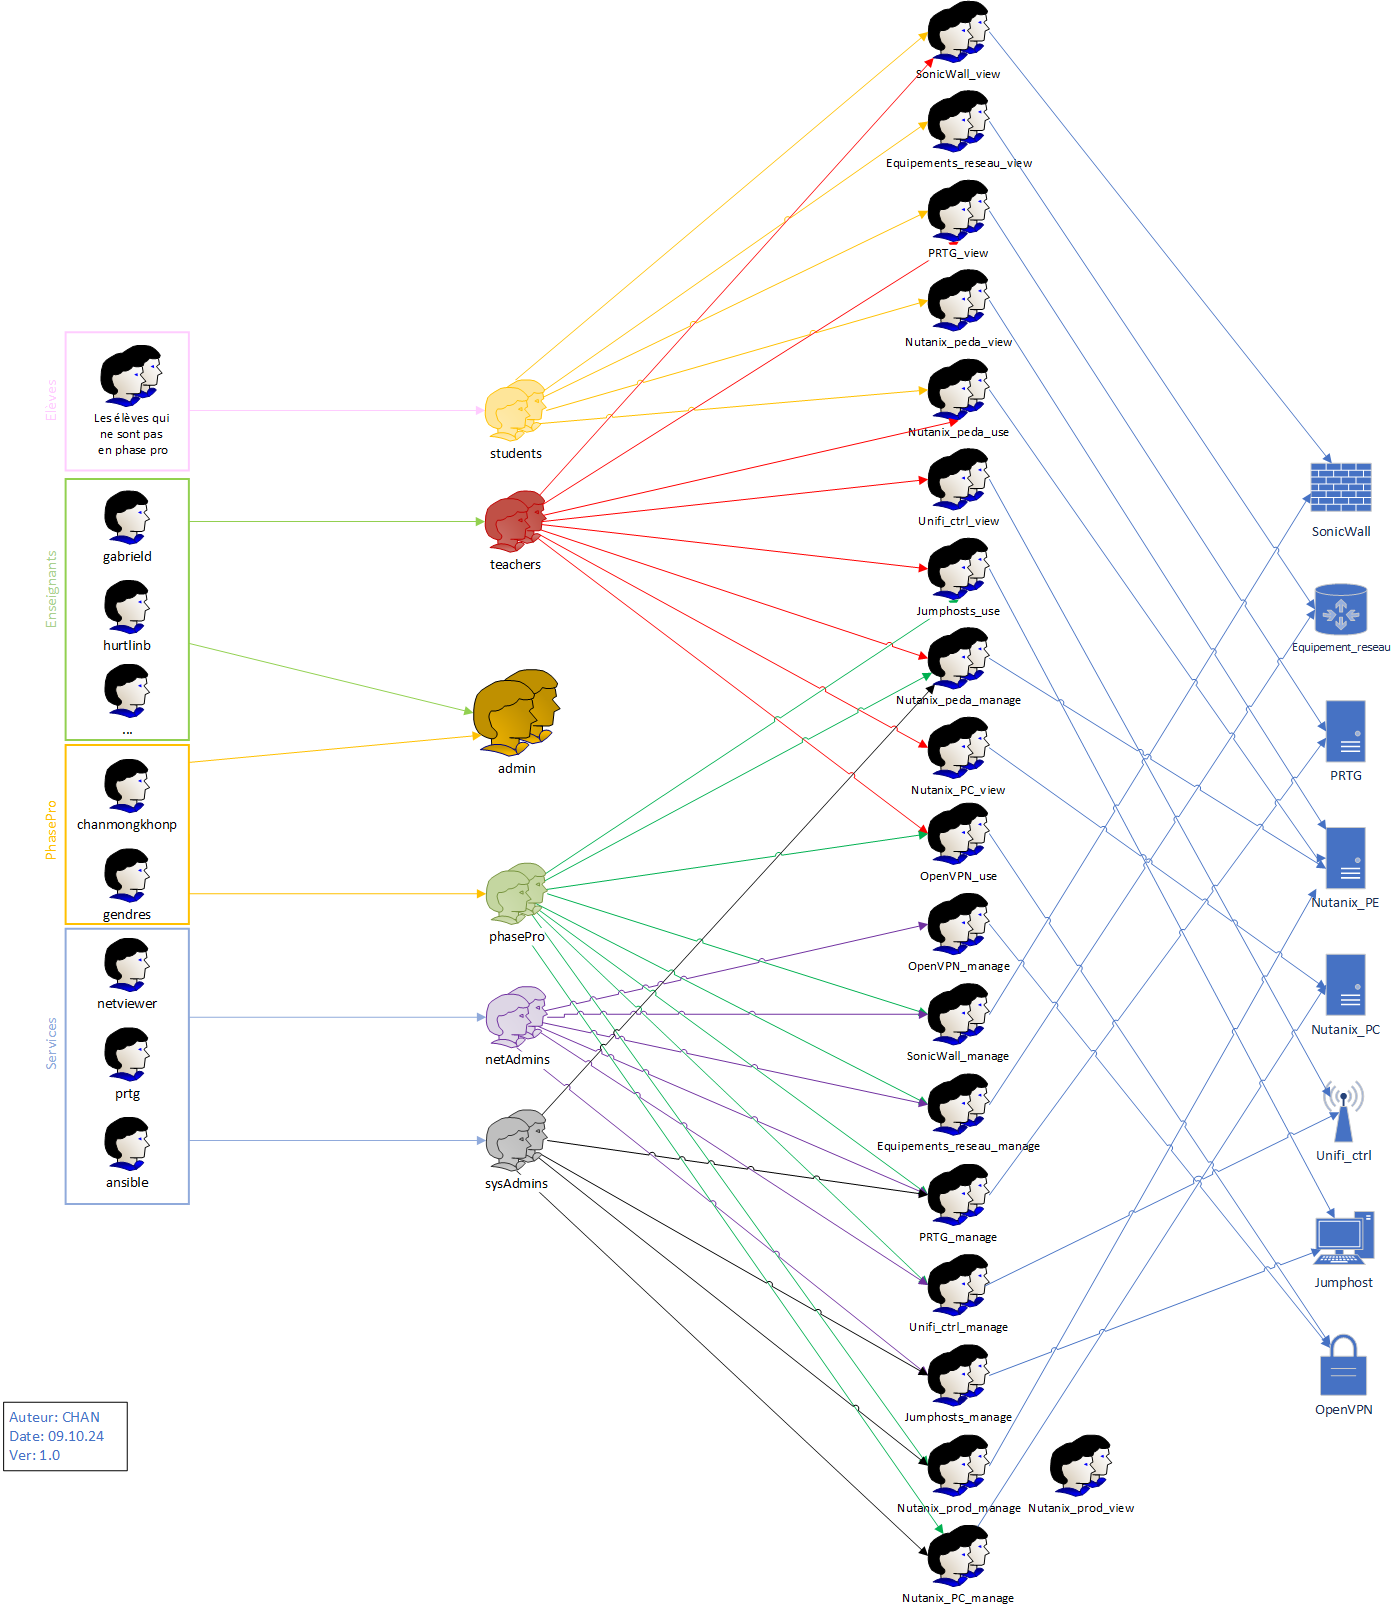 Elèves
Les élèves qui
ne sont pas
en phase pro
Enseignants
gabrield
hurtlinb
...
PhasePro
chanmongkhonp
gendres
Services
netviewer
prtg
ansible
students
teachers
admin
phasePro
netAdmins
sysAdmins
SonicWall_view
Equipements_reseau_view
PRTG_view
Nutanix_peda_view
Nutanix_peda_use
Unifi_ctrl_view
Jumphosts_use
Nutanix_peda_manage
Nutanix_PC_view
OpenVPN_use
OpenVPN_manage
SonicWall_manage
Equipements_reseau_manage
PRTG_manage
Unifi_ctrl_manage
Jumphosts_manage
Nutanix_prod_manage
Nutanix_prod_view
Nutanix_PC_manage
SonicWall
Equipement_reseau
PRTG
Nutanix_PE
Nutanix_PC
Unifi_ctrl
Jumphost
OpenVPN
Auteur: CHAN
Date: 09.10.24
Ver: 1.0